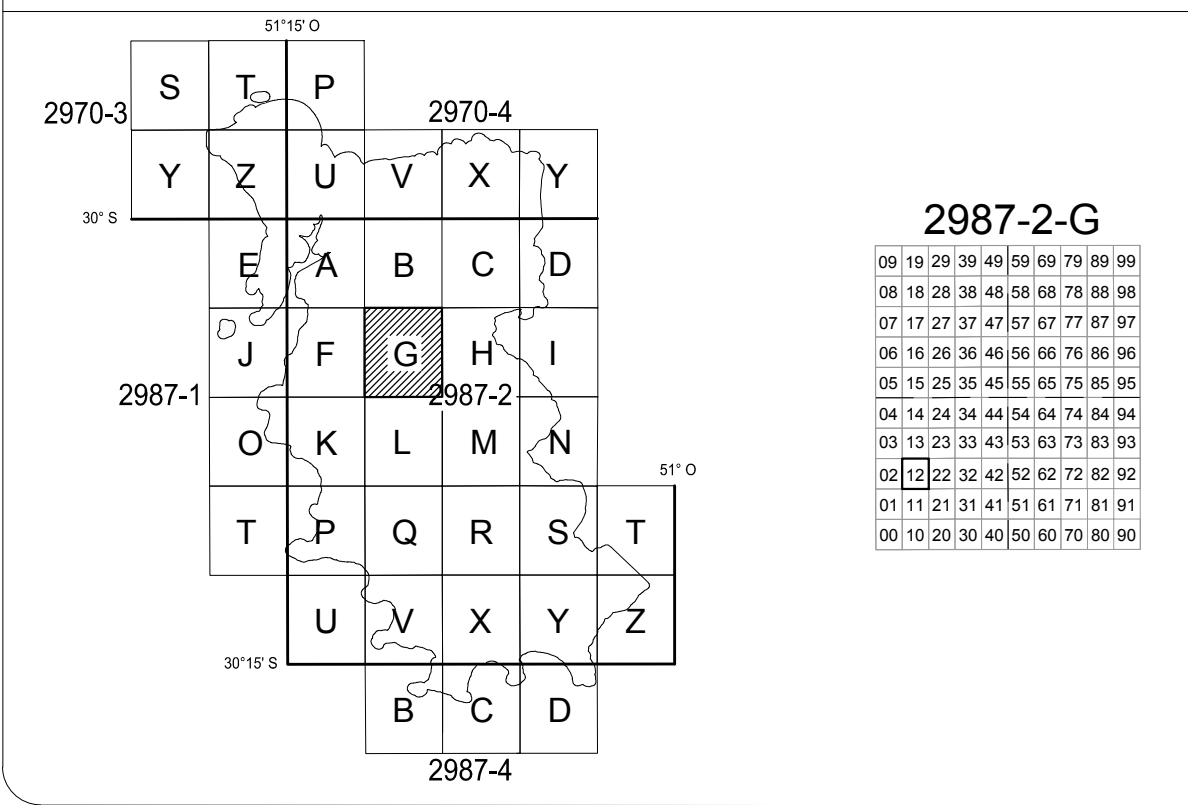 51°15' O
S T P
2970-3 2970-4
Y Z U V X Y
30° S
E A B C D
J F G H I
2987-1 2987-2
O K L M N
51° O
T P Q R S T
U V X Y Z
30°15' S
B C D
2987-4
2987-2-G
09 19 29 39 49 59 69 79 89 99
08 18 28 38 48 58 68 78 88 98
07 17 27 37 47 57 67 77 87 97
06 16 26 36 46 56 66 76 86 96
05 15 25 35 45 55 65 75 85 95
04 14 24 34 44 54 64 74 84 94
03 13 23 33 43 53 63 73 83 93
02 12 22 32 42 52 62 72 82 92
01 11 21 31 41 51 61 71 81 91
00 10 20 30 40 50 60 70 80 90